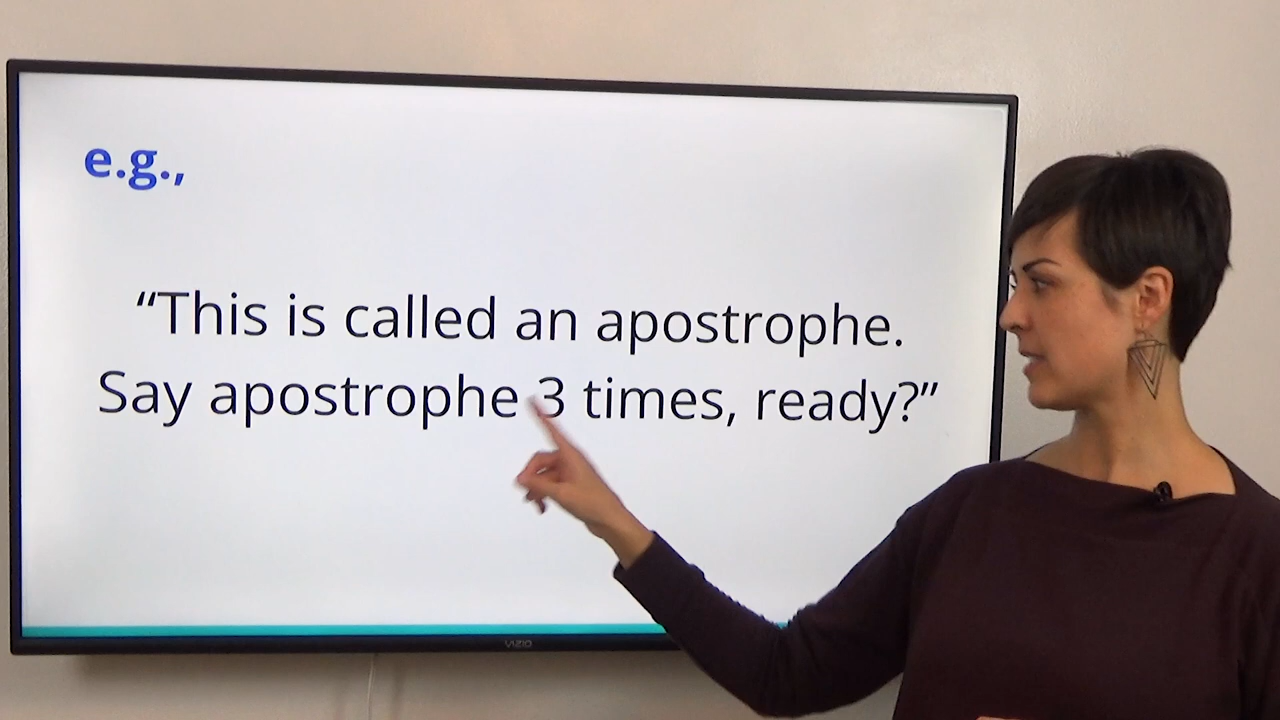 e.g.,
“This is called an apostrophe.
Say apostrophe 3 times, ready?”
VIZIO